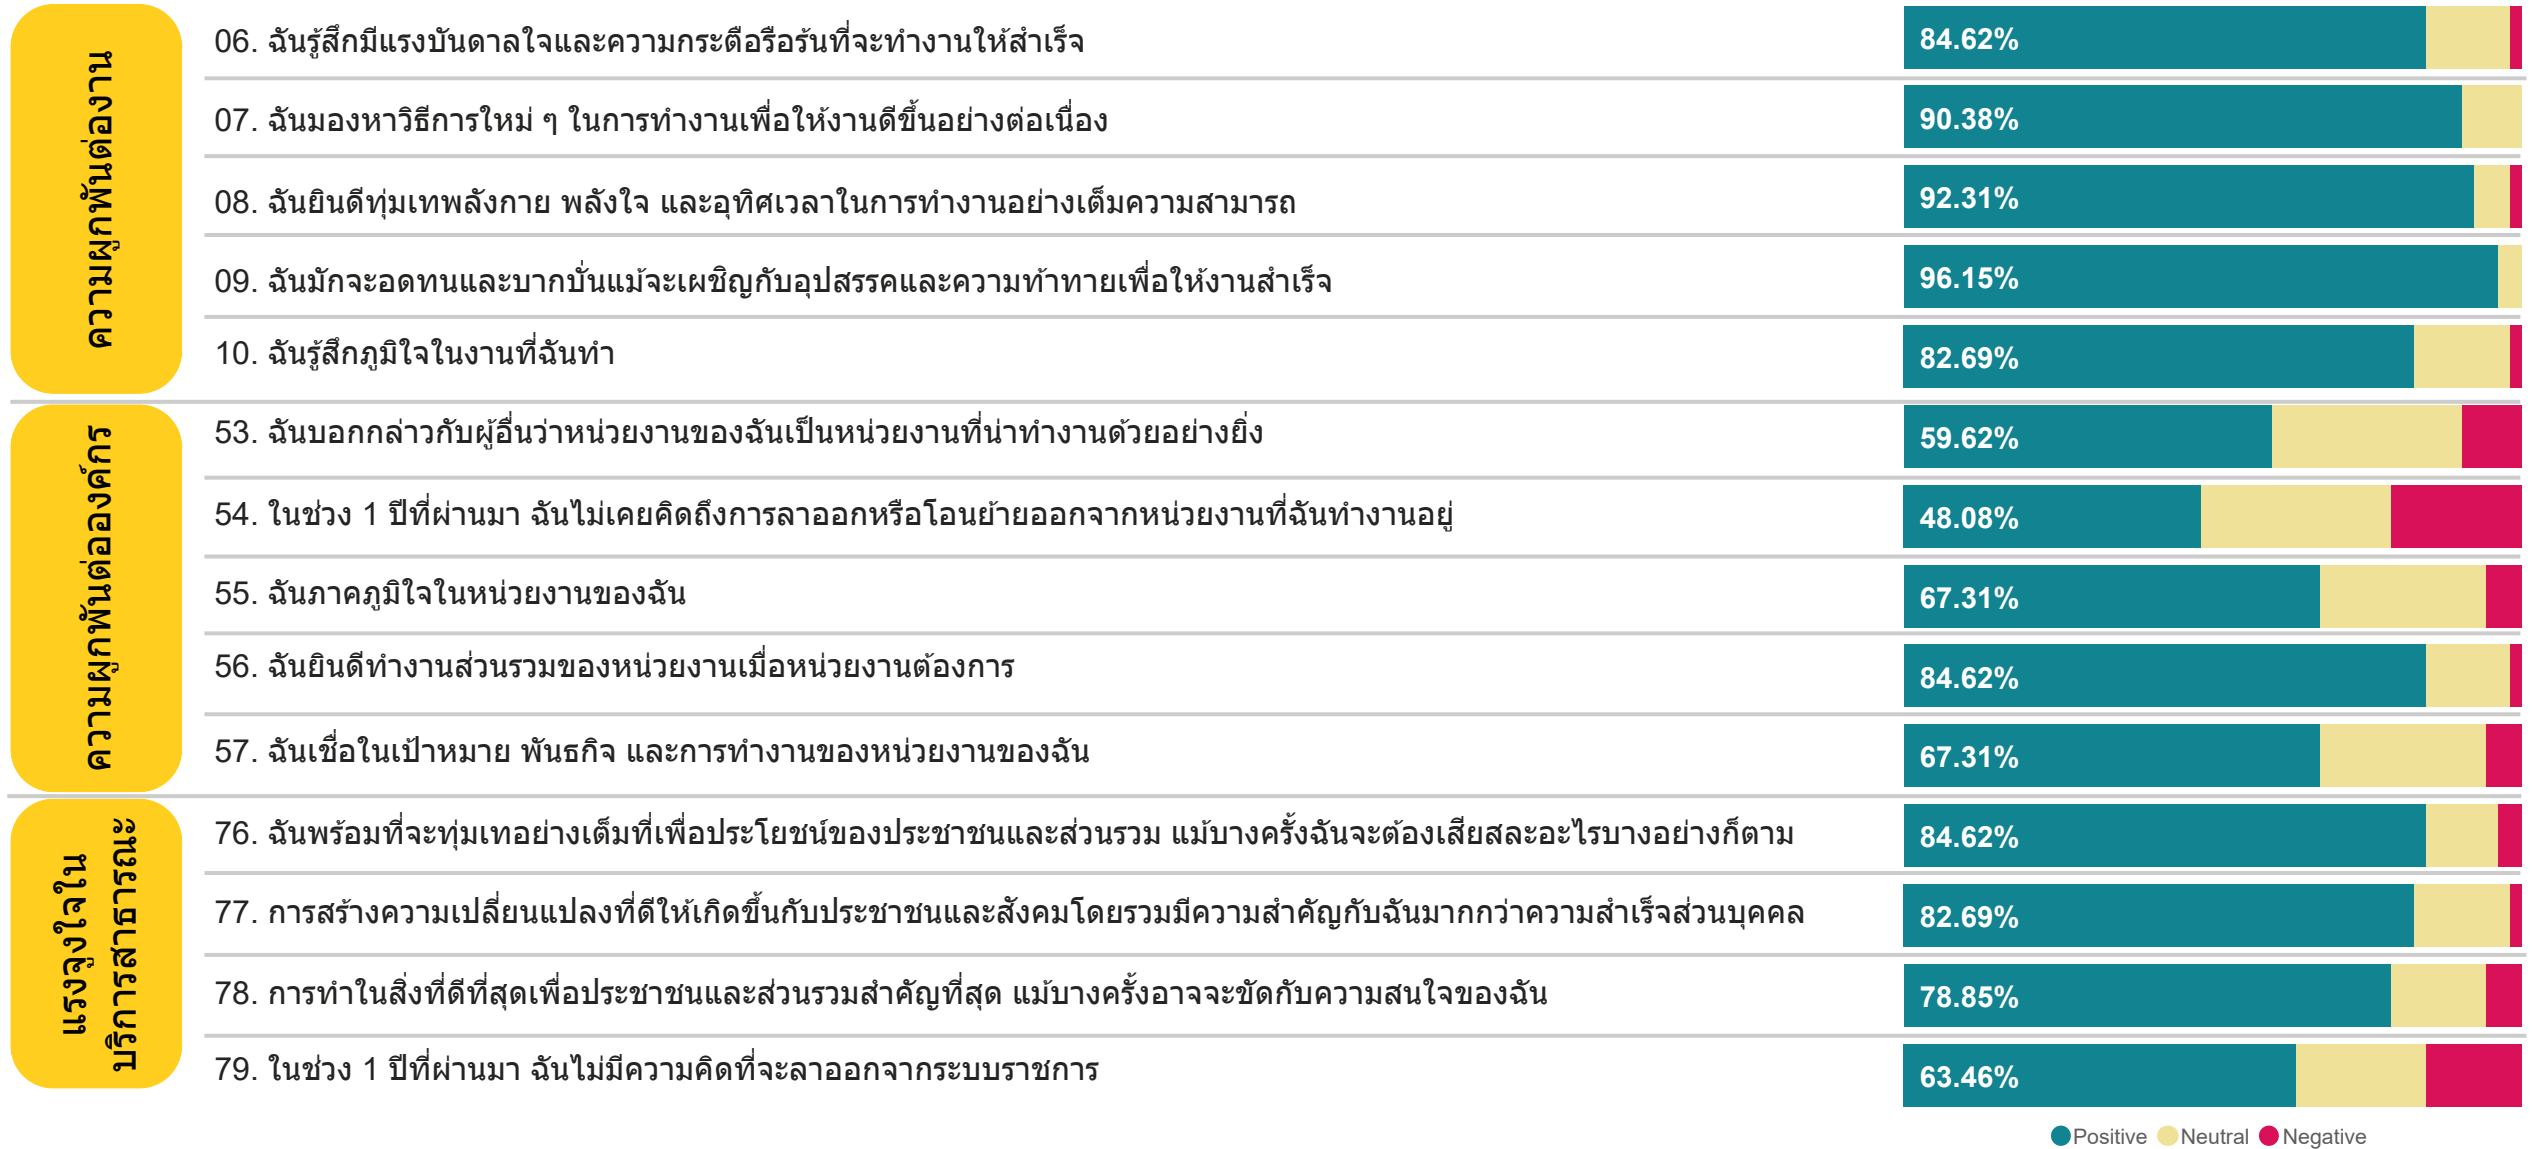 ความผูกพันต่องาน
06. ฉันรู้สึกมีแรงบันดาลใจและความกระตือรือร้นที่จะทำงานให้สำเร็จ
84.62%
07. ฉันมองหาวิธีการใหม่ ๆ ในการทำงานเพื่อให้งานดีขึ้นอย่างต่อเนื่อง
90.38%
08. ฉันยินดีทุ่มเทพลังกาย พลังใจ และอุทิศเวลาในการทำงานอย่างเต็มความสามารถ
92.31%
09. ฉันมักจะอดทนและบากบั่นแม้จะเผชิญกับอุปสรรคและความท้าทายเพื่อให้งานสำเร็จ
96.15%
10. ฉันรู้สึกภูมิใจในงานที่ฉันทำ
82.69%
ความผูกพันต่อองค์กร
53. ฉันบอกกล่าวกับผู้อื่นว่าหน่วยงานของฉันเป็นหน่วยงานที่น่าทำงานด้วยอย่างยิ่ง
59.62%
54. ในช่วง 1 ปีที่ผ่านมา ฉันไม่เคยคิดถึงการลาออกหรือโอนย้ายออกจากหน่วยงานที่ฉันทำงานอยู่
48.08%
55. ฉันภาคภูมิใจในหน่วยงานของฉัน
67.31%
56. ฉันยินดีทำงานส่วนรวมของหน่วยงานเมื่อหน่วยงานต้องการ
84.62%
57. ฉันเชื่อในเป้าหมาย พันธกิจ และการทำงานของหน่วยงานของฉัน
67.31%
แรงจูงใจใน
บริการสาธารณะ
76. ฉันพร้อมที่จะทุ่มเทอย่างเต็มที่เพื่อประโยชน์ของประชาชนและส่วนรวม แม้บางครั้งฉันจะต้องเสียสละอะไรบางอย่างก็ตาม
84.62%
77. การสร้างความเปลี่ยนแปลงที่ดีให้เกิดขึ้นกับประชาชนและสังคมโดยรวมมีความสำคัญกับฉันมากกว่าความสำเร็จส่วนบุคคล
82.69%
78. การทำในสิ่งที่ดีที่สุดเพื่อประชาชนและส่วนรวมสำคัญที่สุด แม้บางครั้งอาจจะขัดกับความสนใจของฉัน
78.85%
79. ในช่วง 1 ปีที่ผ่านมา ฉันไม่มีความคิดที่จะลาออกจากระบบราชการ
63.46%
Positive Neutral Negative